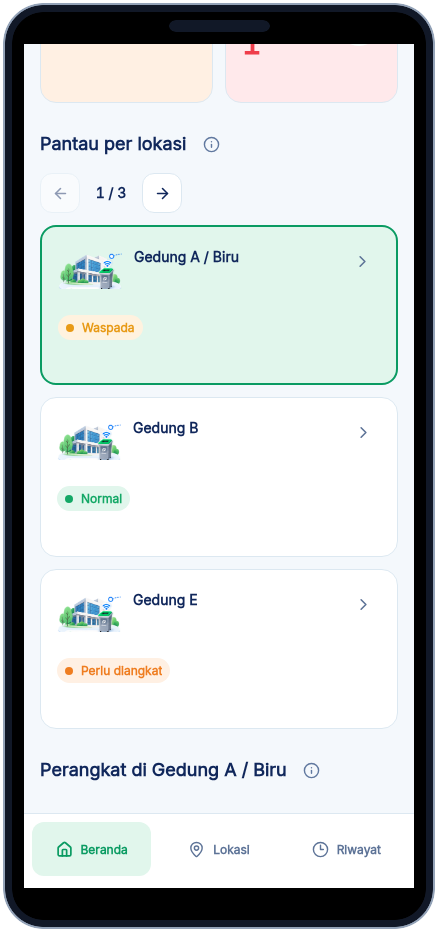 Pantau per lokasi
1 / 3
Gedung A / Biru
Waspada
Gedung B
Normal
Gedung E
Perlu diangkat
Perangkat di Gedung A / Biru
Beranda
Lokasi
Riwayat